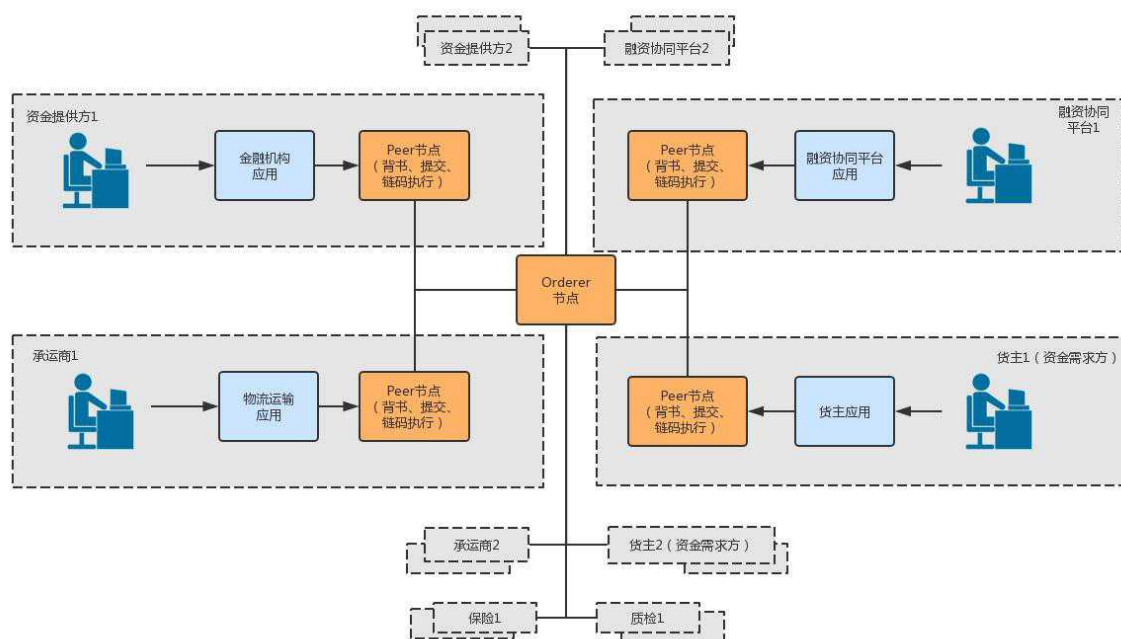 资金提供方2
融资协同平台2
资金提供方1
金融机构
应用
Peer节点
（背书、提交、
链码执行）
融资协同
平台1
Peer节点
（背书、提交、
链码执行）
融资协同平台
应用
Orderer
节点
承运商1
物流运输
应用
Peer节点
（背书、提交、
链码执行）
货主1（资金需求方）
Peer节点
（背书、提交、
链码执行）
货主应用
承运商2
货主2（资金需求方）
保险1
质检1